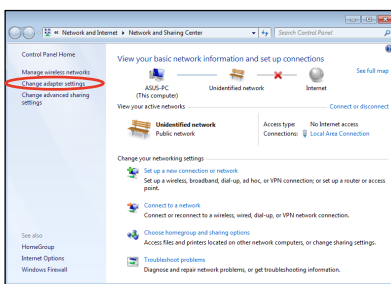 « Network and Internet ▸ Network and Sharing Center
Search Control Panel
Control Panel Home
Manage wireless networks
Change adapter settings
Change advanced sharing
settings
View your basic network information and set up connections
See full map
ASUS-PC
(This computer)
Unidentified network
Internet
View your active networks
Connect or disconnect
Unidentified network
Public network
Access type: No Internet access
Connections: Local Area Connection
Change your networking settings
Set up a new connection or network
Set up a wireless, broadband, dial-up, ad hoc, or VPN connection; or set up a router or access
point.
Connect to a network
Connect or reconnect to a wireless, wired, dial-up, or VPN network connection.
Choose homegroup and sharing options
Access files and printers located on other network computers, or change sharing settings.
Troubleshoot problems
Diagnose and repair network problems, or get troubleshooting information.
See also
HomeGroup
Internet Options
Windows Firewall